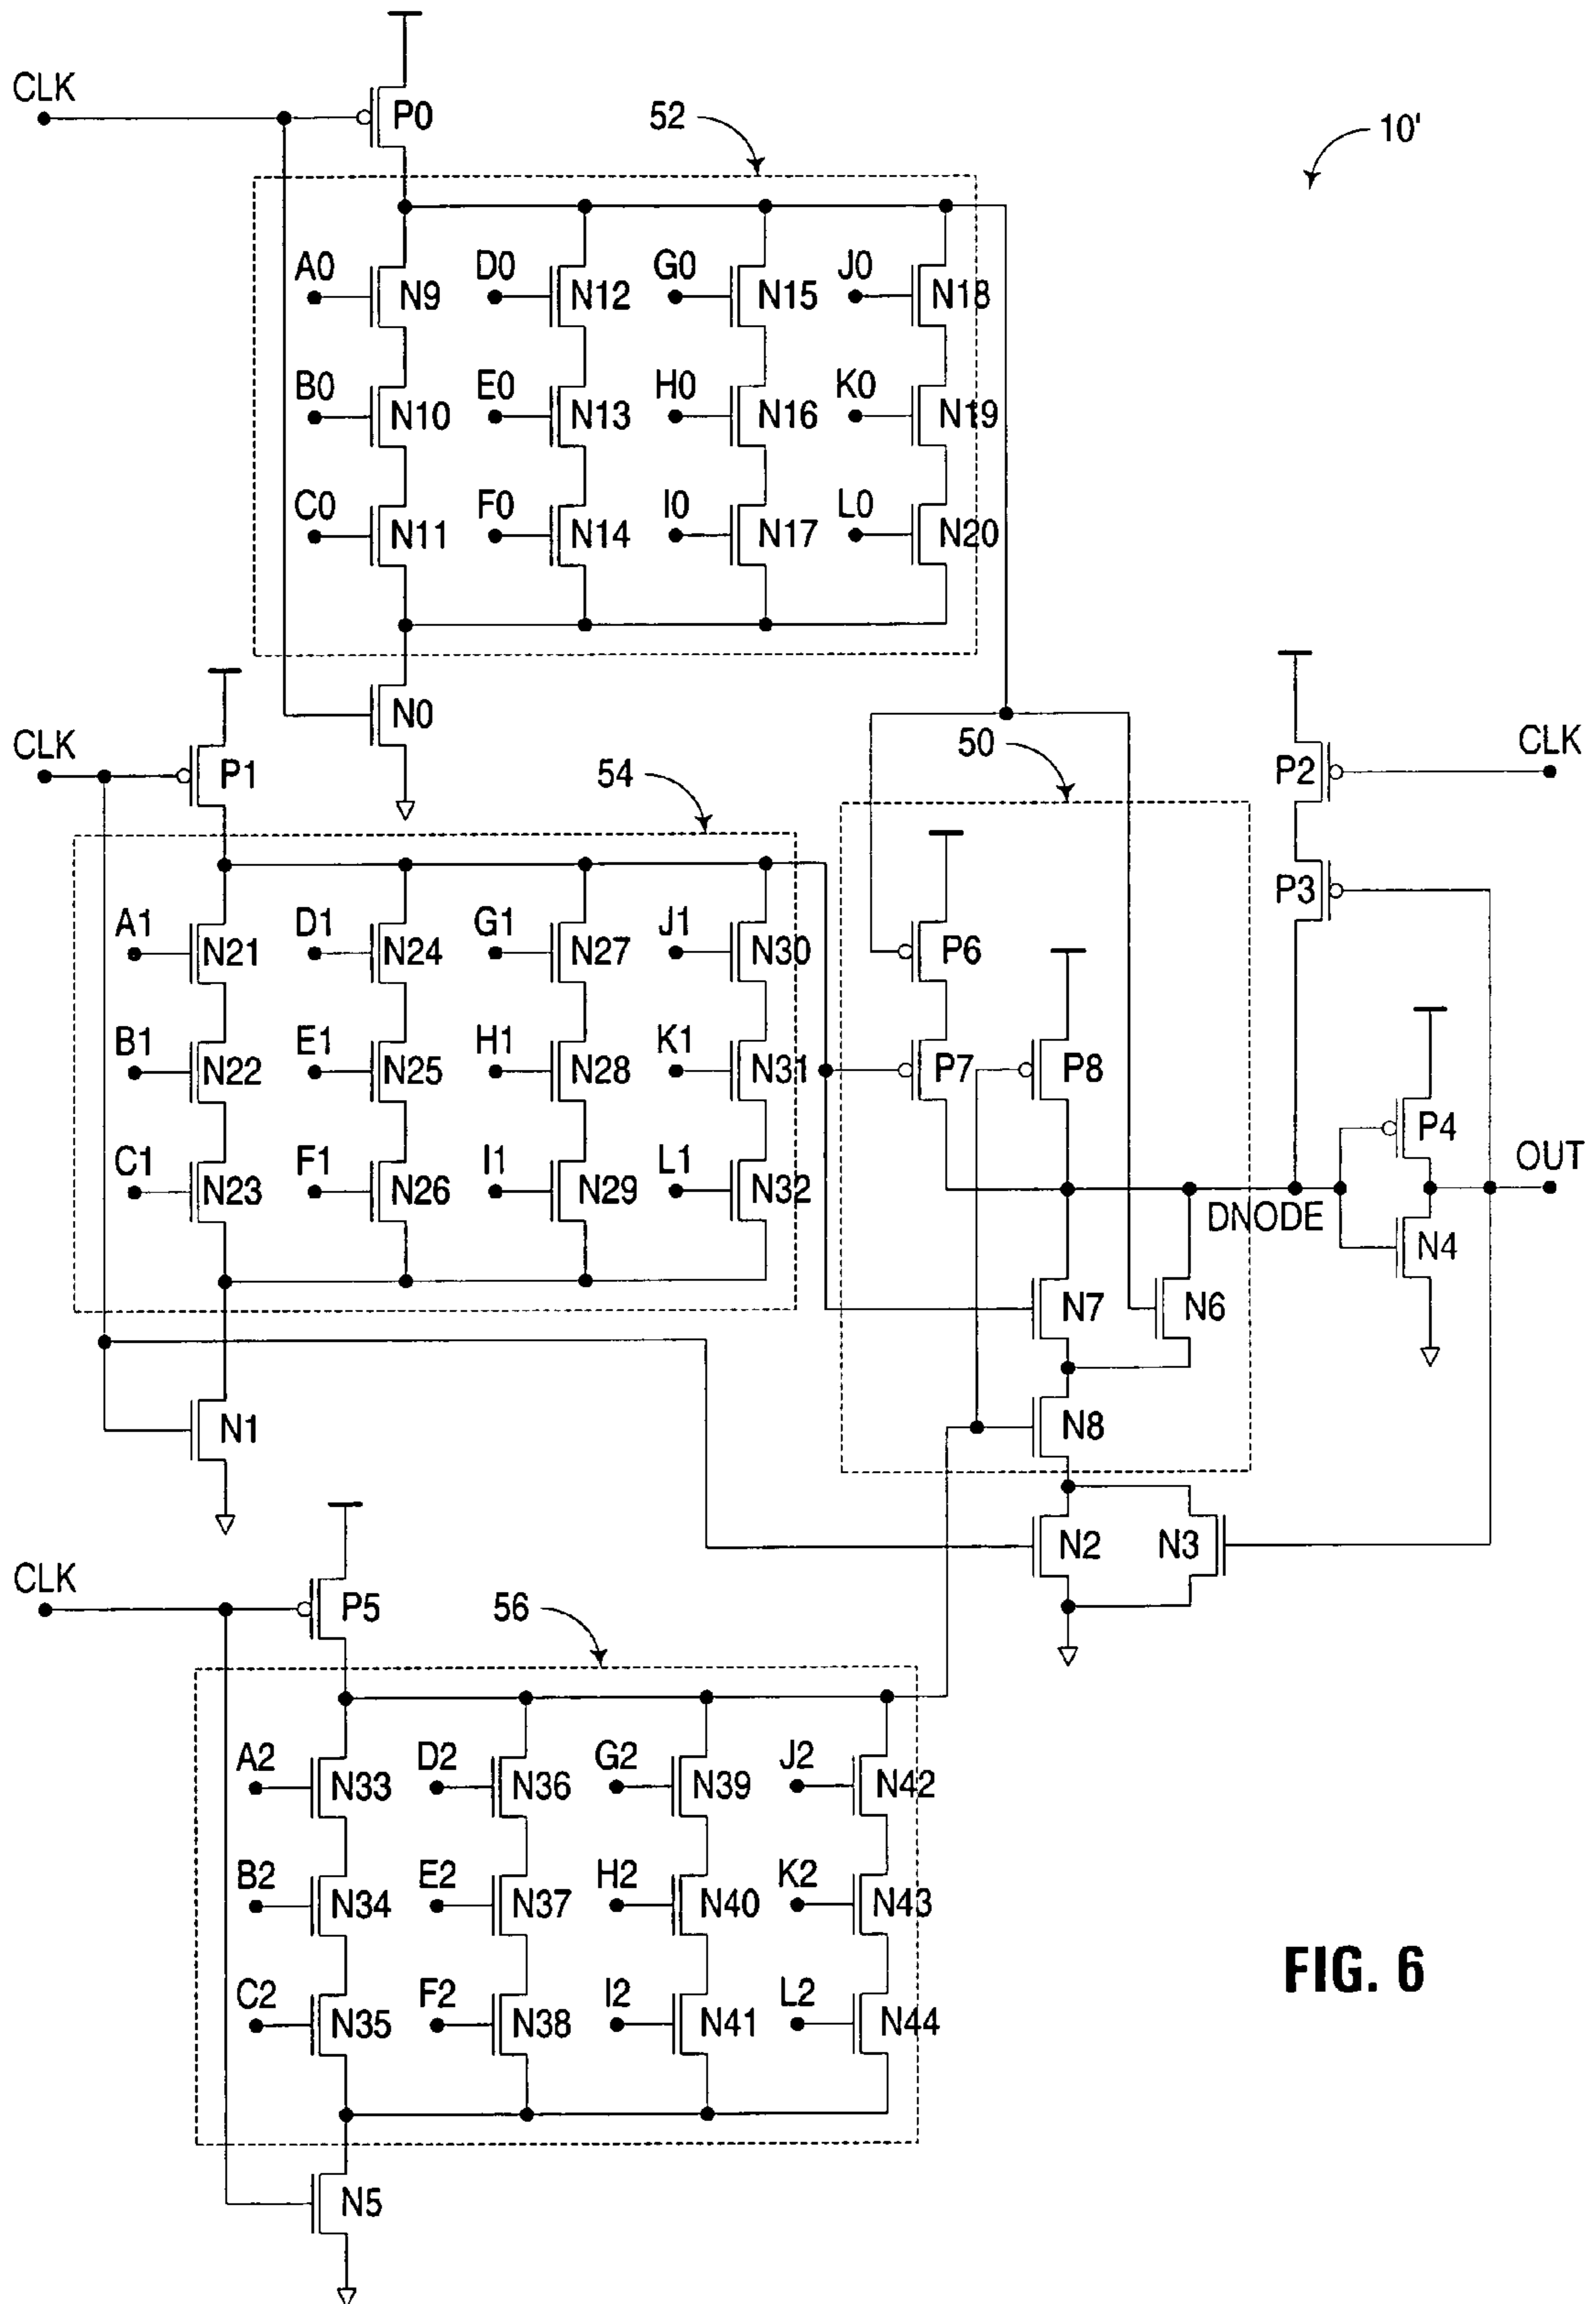 CLK
P0
52
10'
A0
N9
D0
N12
G0
N15
J0
N18
B0
N10
E0
N13
H0
N16
K0
N19
C0
N11
F0
N14
I0
N17
L0
N20
N0
CLK
P1
54
50
P2
CLK
P3
A1
N21
D1
N24
G1
N27
J1
N30
P6
B1
N22
E1
N25
H1
N28
K1
N31
P7
P8
P4
OUT
C1
N23
F1
N26
I1
N29
L1
N32
DNODE
N4
N7
N6
N1
N8
N2
N3
CLK
P5
56
A2
N33
D2
N36
G2
N39
J2
N42
B2
N34
E2
N37
H2
N40
K2
N43
C2
N35
F2
N38
I2
N41
L2
N44
N5
FIG. 6